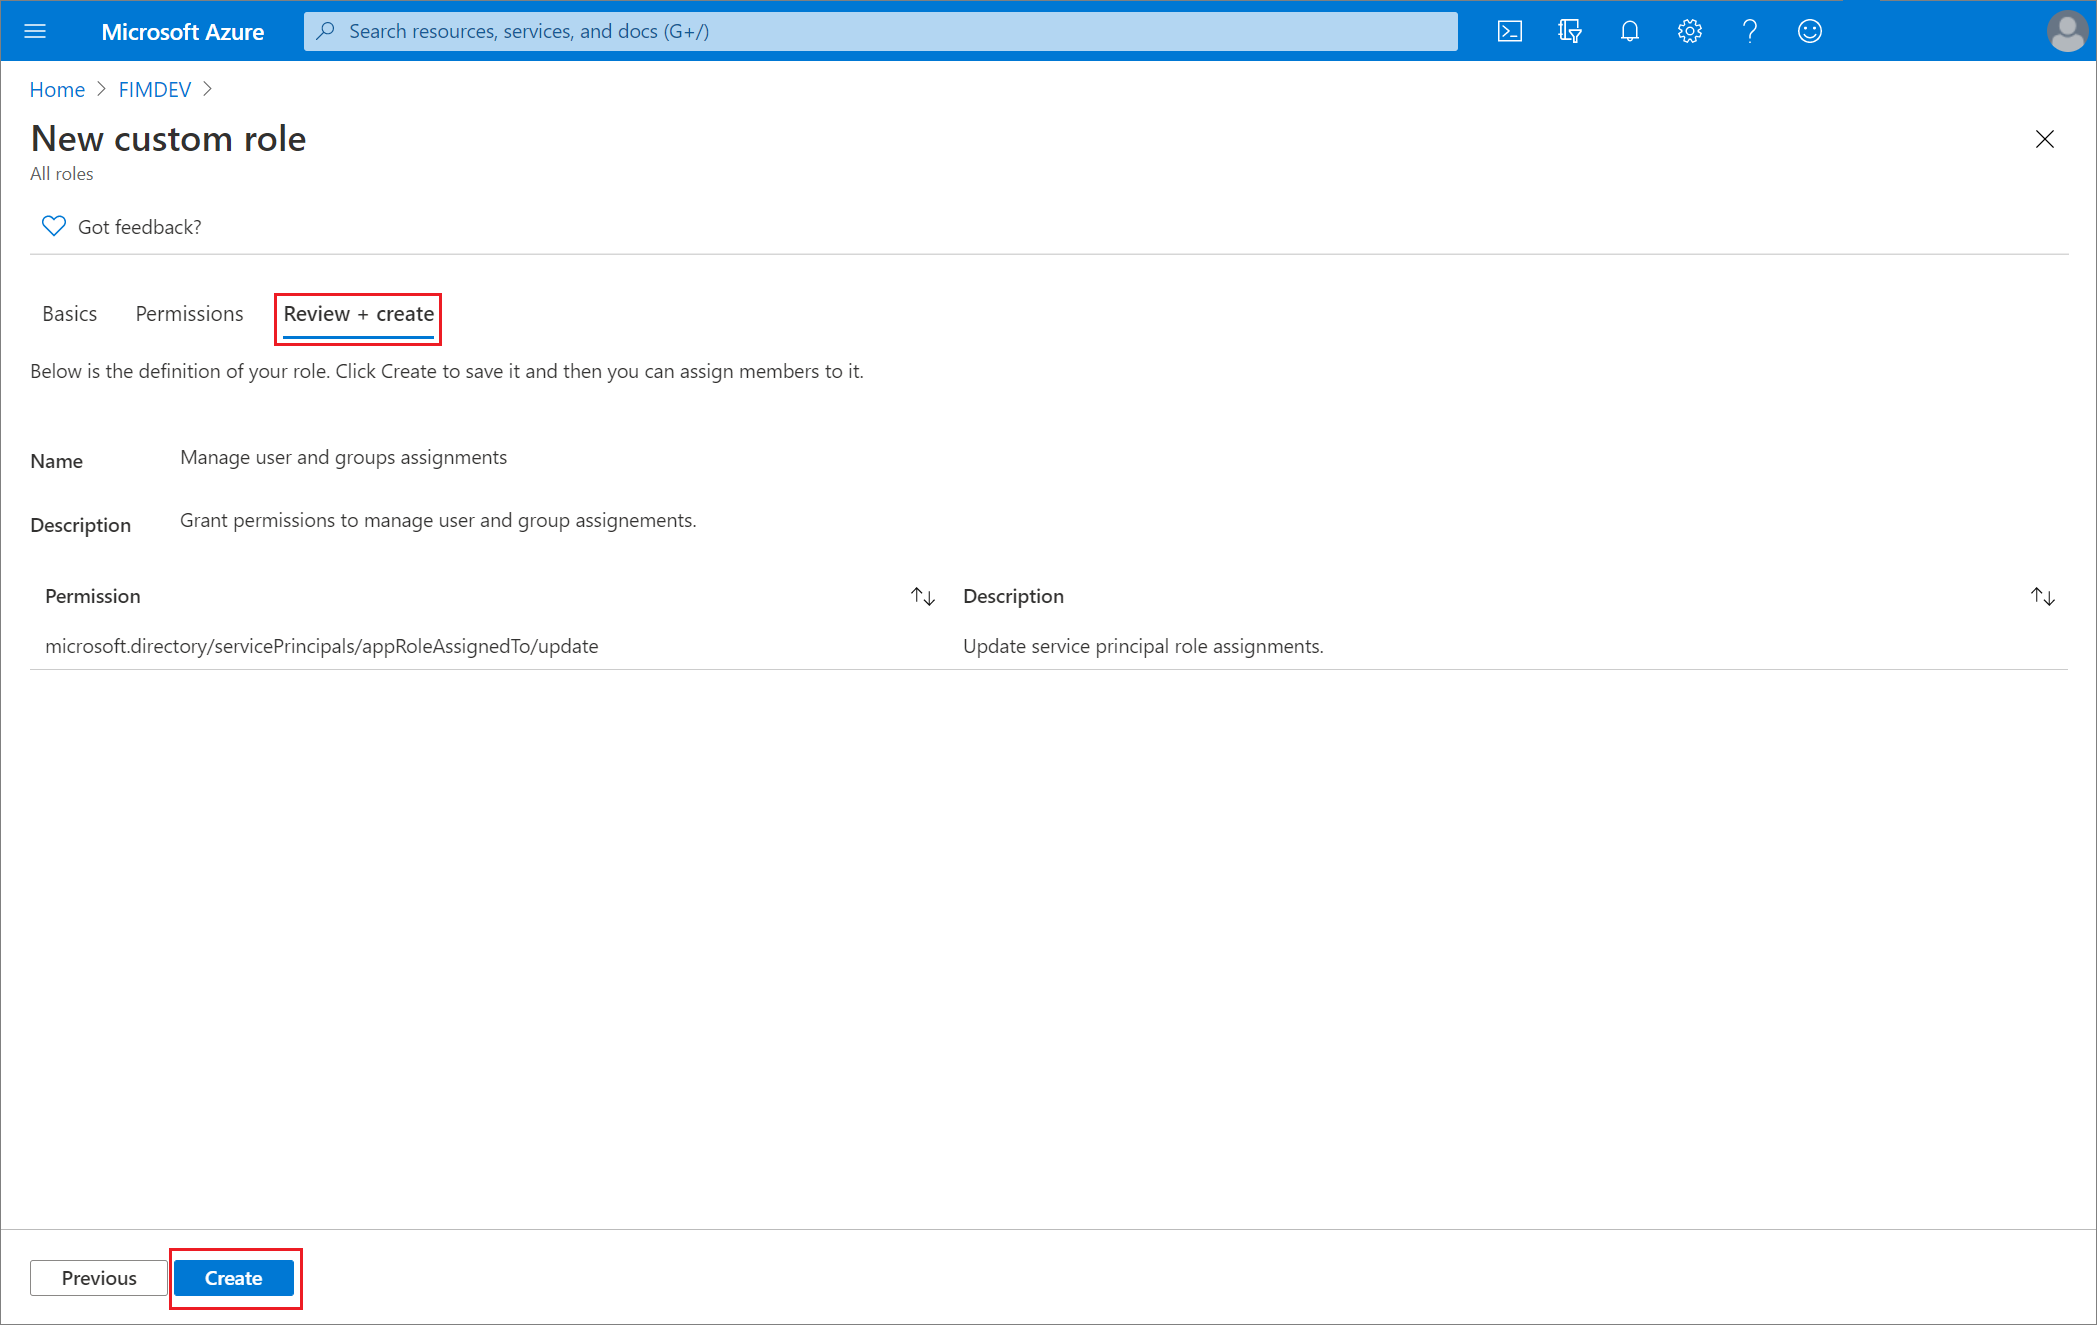 Microsoft Azure
Search resources, services, and docs (G+/)
Home > FIMDEV >
New custom role
All roles
Got feedback?
Basics Permissions Review + create
Below is the definition of your role. Click Create to save it and then you can assign members to it.
Name Manage user and groups assignments
Description Grant permissions to manage user and group assignements.
Permission Description
microsoft.directory/servicePrincipals/appRoleAssignedTo/update Update service principal role assignments.
Previous Create